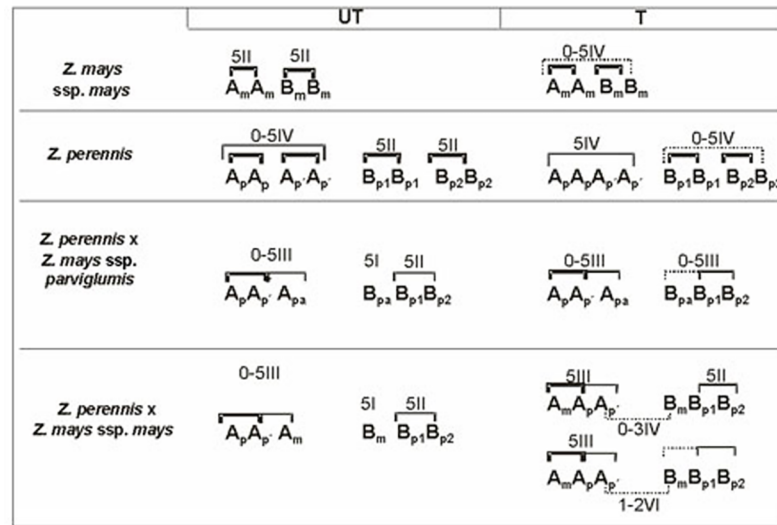 UT T
5II 5II 0-5IV
Z. mays
ssp. mays
AmAm BmBm AmAm BmBm
0-5IV 5II 5II 5IV 0-5IV
Z. perennis
ApAp Ap'Ap' Bp1Bp1 Bp2Bp2 ApApAp'Ap' Bp1Bp1 Bp2Bp2
Z. perennis x
Z. mays ssp.
parviglumis
0-5III 5I 5II 0-5III 0-5III
ApAp' Apa BpaBp1Bp2 ApAp' Apa BpaBp1Bp2
0-5III
Z. perennis x
Z. mays ssp. mays
5I 5II
ApAp' Am Bm Bp1Bp2
5III 5II
AmApAp' BmBp1Bp2
0-3IV
5III
AmApAp' BmBp1Bp2
1-2VI